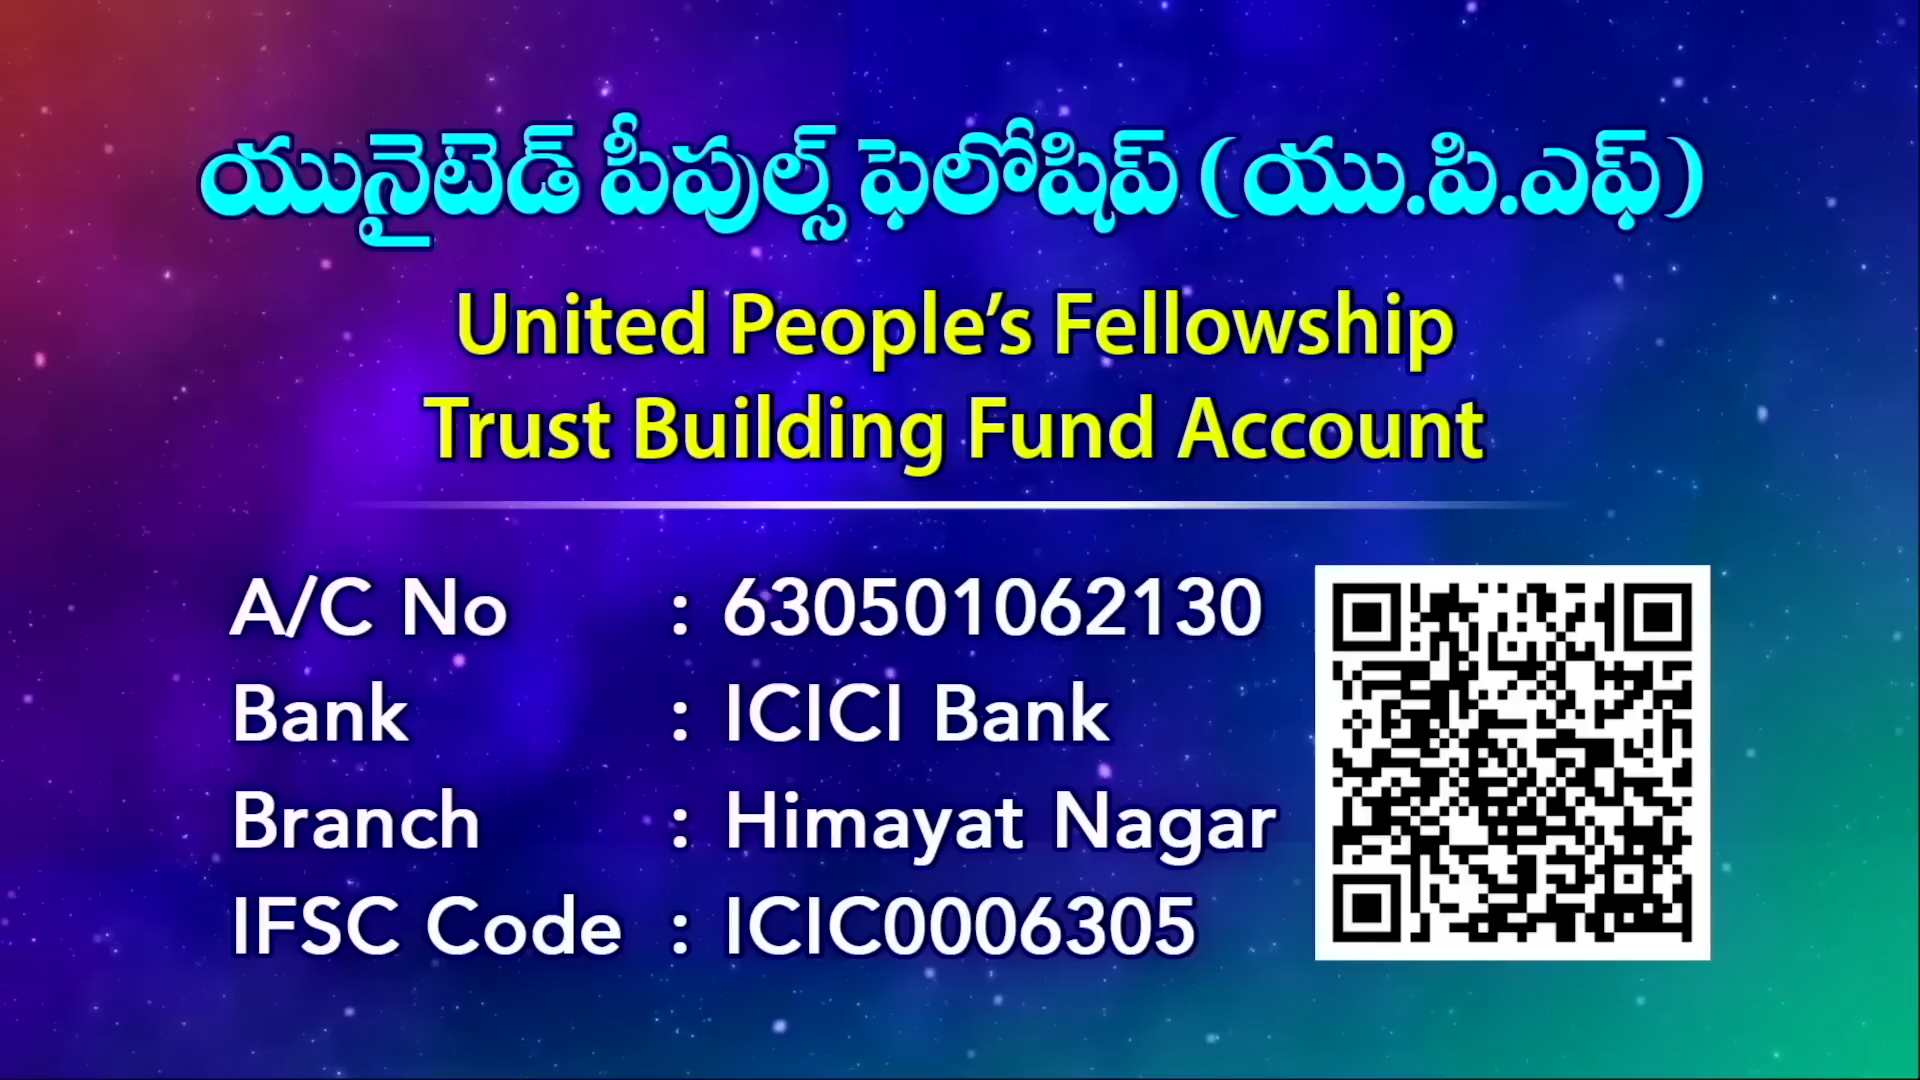 యునైటెడ్ పీపుల్స్ ఫెలోషిప్ (యు.పి.ఎఫ్)
United People’s Fellowship
Trust Building Fund Account
A/C No : 630501062130
Bank : ICICI Bank
Branch : Himayat Nagar
IFSC Code : ICIC0006305